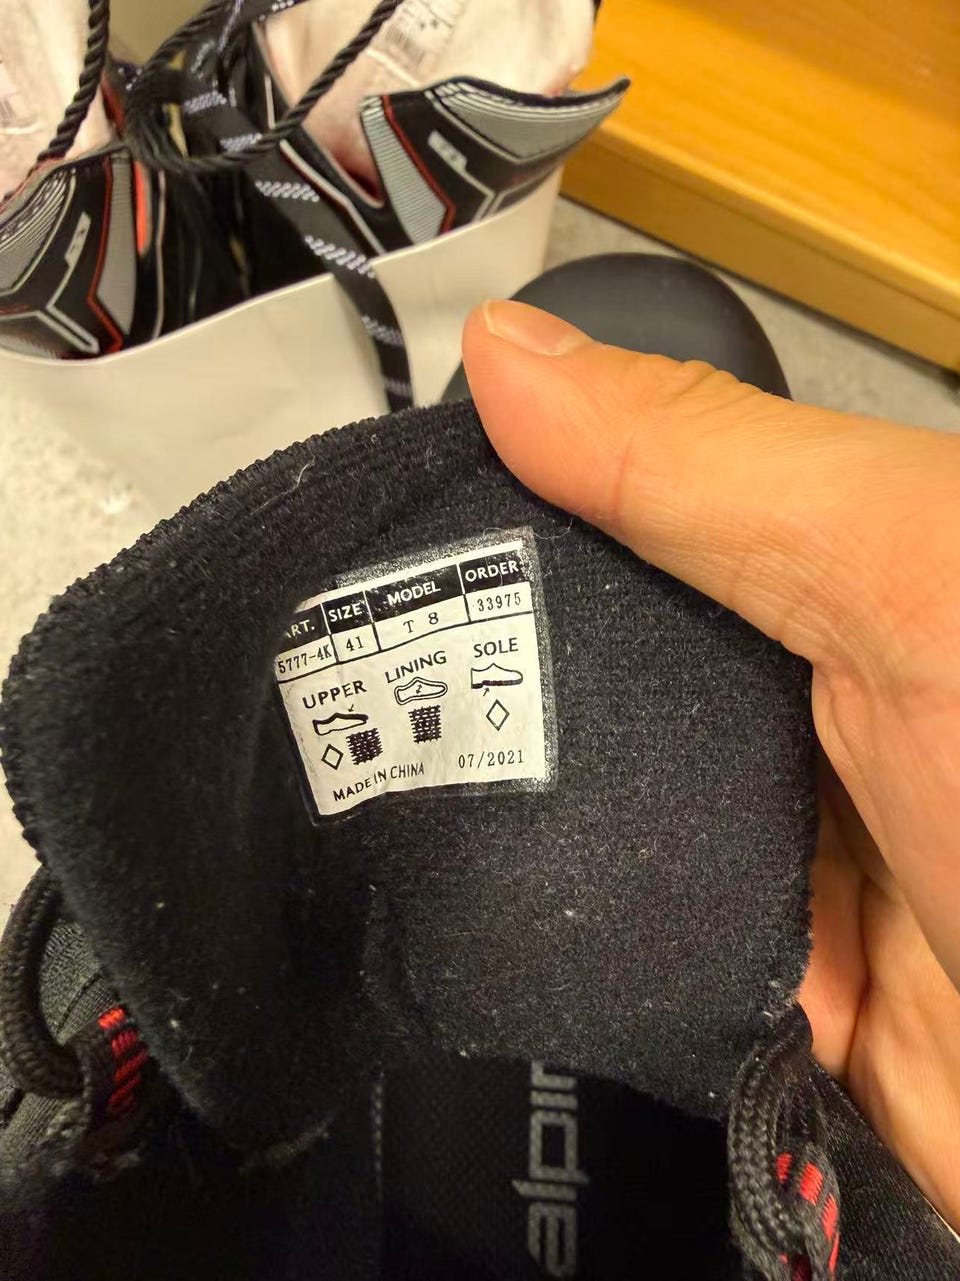 ART. SIZE MODEL ORDER
5777-4K 41 T 8 33975
UPPER LINING SOLE
MADE IN CHINA 07/2021
alpin